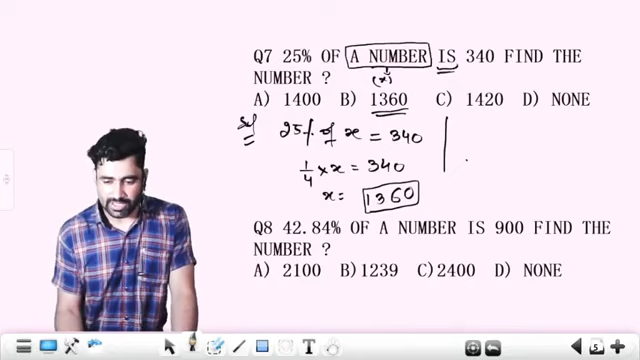 Q7 25% OF A NUMBER IS 340 FIND THE
NUMBER ?
(x)
A) 1400 B) 1360 C) 1420 D) NONE
Sol 25% of x = 340
1/4 × x = 340
x = 1360
Q8 42.84% OF A NUMBER IS 900 FIND THE
NUMBER ?
A) 2100 B)1239 C)2400 D) NONE
T
5